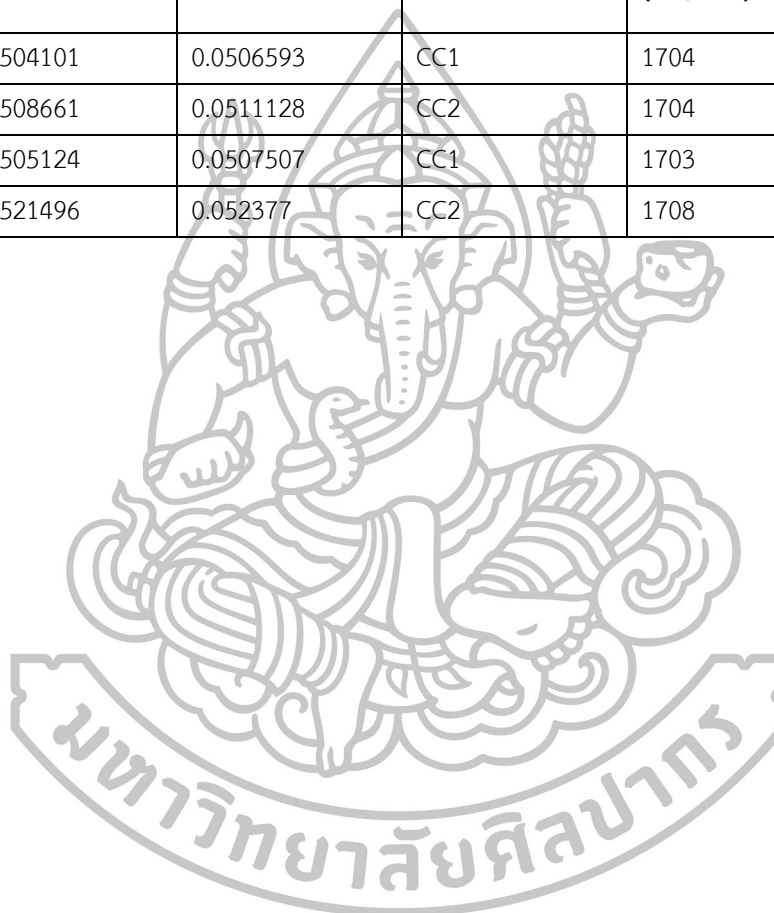 504101 0.0506593 CC1 1704
508661 0.0511128 CC2 1704
505124 0.0507507 CC1 1703
521496 0.052377 CC2 1708
มหาวิทยาลัยศิลปากร